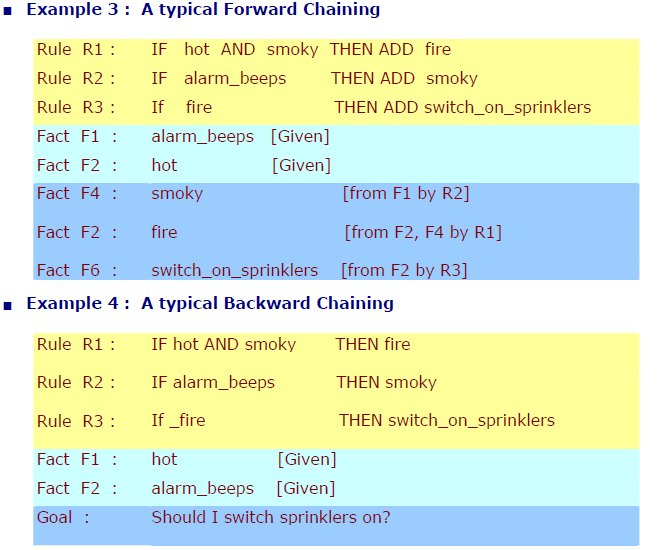 Example 3 : A typical Forward Chaining
Rule R1 : IF hot AND smoky THEN ADD fire
Rule R2 : IF alarm_beeps THEN ADD smoky
Rule R3 : If fire THEN ADD switch_on_sprinklers
Fact F1 : alarm_beeps [Given]
Fact F2 : hot [Given]
Fact F4 : smoky [from F1 by R2]
Fact F2 : fire [from F2, F4 by R1]
Fact F6 : switch_on_sprinklers [from F2 by R3]
Example 4 : A typical Backward Chaining
Rule R1 : IF hot AND smoky THEN fire
Rule R2 : IF alarm_beeps THEN smoky
Rule R3 : If _fire THEN switch_on_sprinklers
Fact F1 : hot [Given]
Fact F2 : alarm_beeps [Given]
Goal : Should I switch sprinklers on?